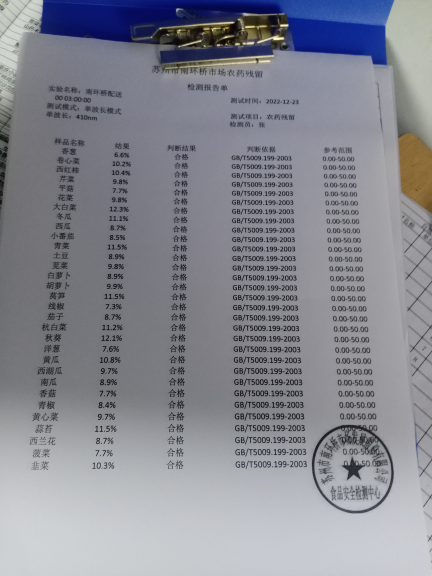 苏州市南环桥市场农药残留
检测报告单
实验名称：南环桥配送
00 03:00:00
测试模式：单波长模式
单波长：430nm
测试时间：2022-12-23
测试项目：农药残留
检测员：张
样品名称 结果 判断结果 判断依据 参考范围
香葱 6.6% 合格 GB/T5009.199-2003 0.00-50.00
卷心菜 10.2% 合格 GB/T5009.199-2003 0.00-50.00
西红柿 10.4% 合格 GB/T5009.199-2003 0.00-50.00
芹菜 9.8% 合格 GB/T5009.199-2003 0.00-50.00
平菇 7.7% 合格 GB/T5009.199-2003 0.00-50.00
花菜 9.8% 合格 GB/T5009.199-2003 0.00-50.00
大白菜 12.3% 合格 GB/T5009.199-2003 0.00-50.00
冬瓜 11.1% 合格 GB/T5009.199-2003 0.00-50.00
西瓜 8.7% 合格 GB/T5009.199-2003 0.00-50.00
小番茄 8.5% 合格 GB/T5009.199-2003 0.00-50.00
青菜 11.5% 合格 GB/T5009.199-2003 0.00-50.00
土豆 8.9% 合格 GB/T5009.199-2003 0.00-50.00
苋菜 9.8% 合格 GB/T5009.199-2003 0.00-50.00
白萝卜 8.9% 合格 GB/T5009.199-2003 0.00-50.00
胡萝卜 9.9% 合格 GB/T5009.199-2003 0.00-50.00
莴笋 11.5% 合格 GB/T5009.199-2003 0.00-50.00
线椒 7.3% 合格 GB/T5009.199-2003 0.00-50.00
茄子 8.7% 合格 GB/T5009.199-2003 0.00-50.00
杭白菜 11.2% 合格 GB/T5009.199-2003 0.00-50.00
秋葵 12.1% 合格 GB/T5009.199-2003 0.00-50.00
洋葱 7.6% 合格 GB/T5009.199-2003 0.00-50.00
黄瓜 10.8% 合格 GB/T5009.199-2003 0.00-50.00
西湖瓜 9.7% 合格 GB/T5009.199-2003 0.00-50.00
南瓜 8.9% 合格 GB/T5009.199-2003 0.00-50.00
香菇 7.7% 合格 GB/T5009.199-2003 0.00-50.00
青椒 8.4% 合格 GB/T5009.199-2003 0.00-50.00
黄心菜 9.7% 合格 GB/T5009.199-2003 0.00-50.00
蒜苔 11.5% 合格 GB/T5009.199-2003 0.00-50.00
西兰花 8.7% 合格 GB/T5009.199-2003 0.00-50.00
菠菜 7.7% 合格 GB/T5009.199-2003 0.00-50.00
韭菜 10.3% 合格 GB/T5009.199-2003 0.00-50.00
食品安全检测中心